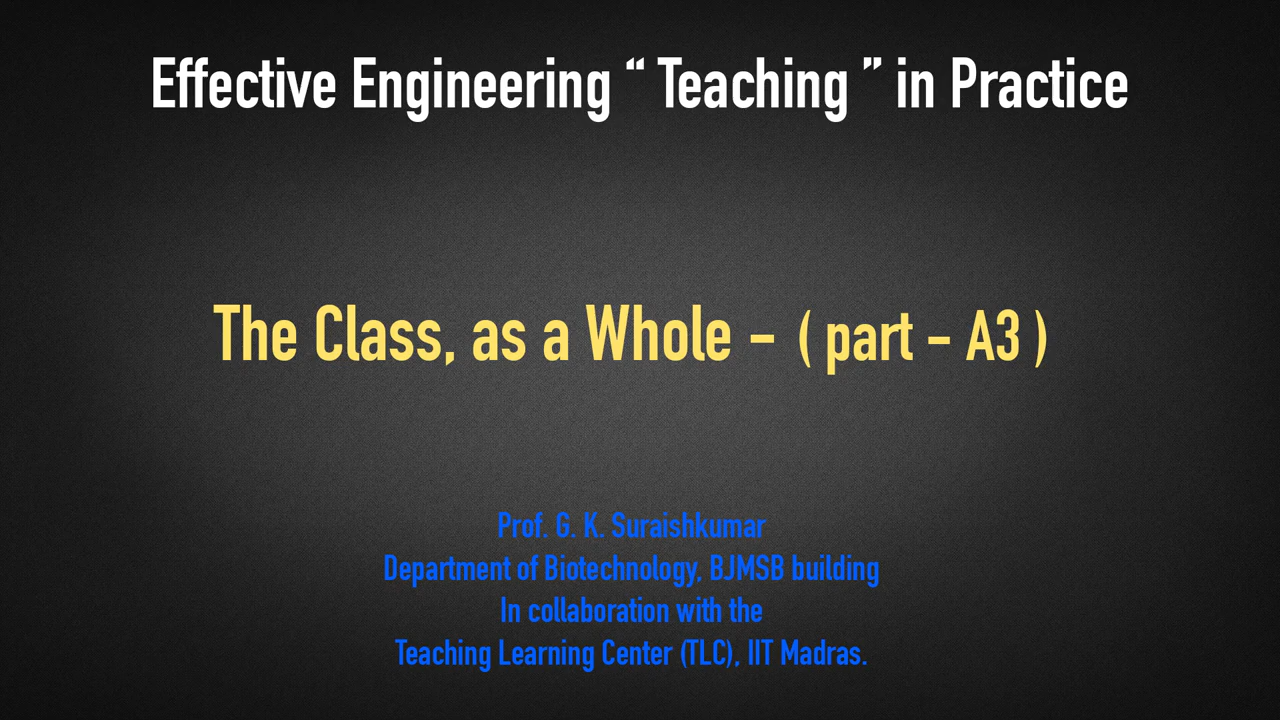 Effective Engineering “ Teaching ” in Practice
The Class, as a Whole – ( part – A3 )
Prof. G. K. Suraishkumar
Department of Biotechnology, BJMSB building
In collaboration with the
Teaching Learning Center (TLC), IIT Madras.